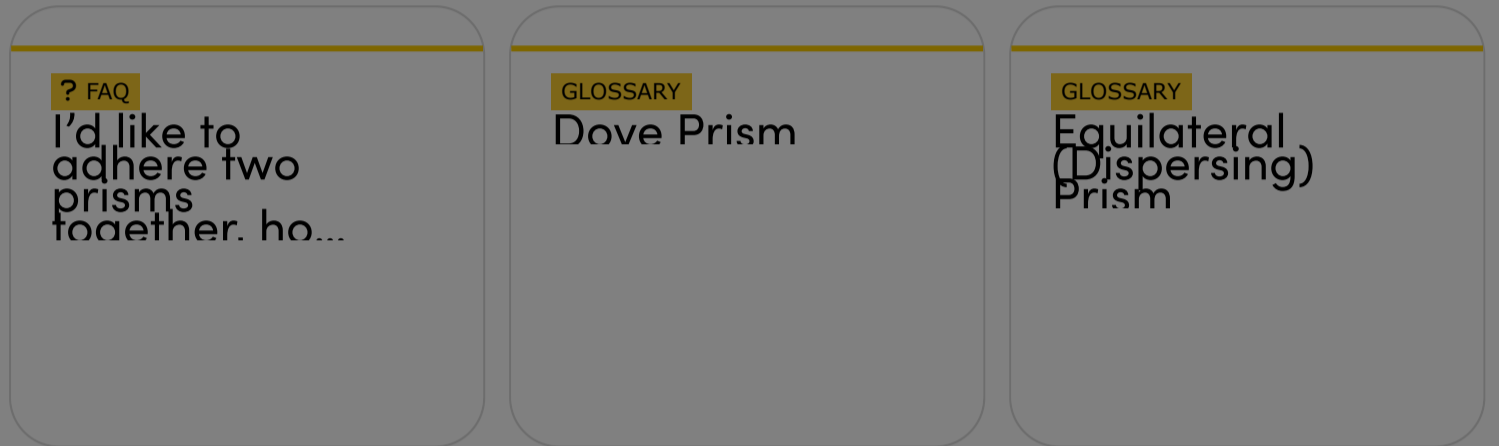 ? FAQ
I’d like to
adhere two
prisms
together, ho...
GLOSSARY
Dove Prism
GLOSSARY
Equilateral
(Dispersing)
Prism